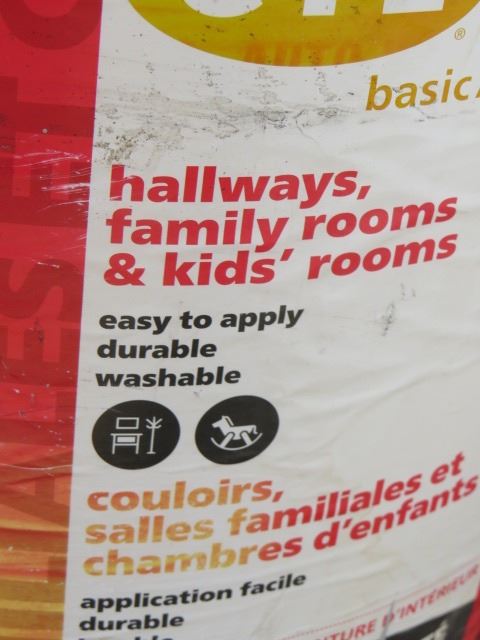 ®
basic
hallways,
family rooms
& kids' rooms
easy to apply
durable
washable
couloirs,
salles familiales et
chambres d'enfants
application facile
durable
D'INTÉRIEUR